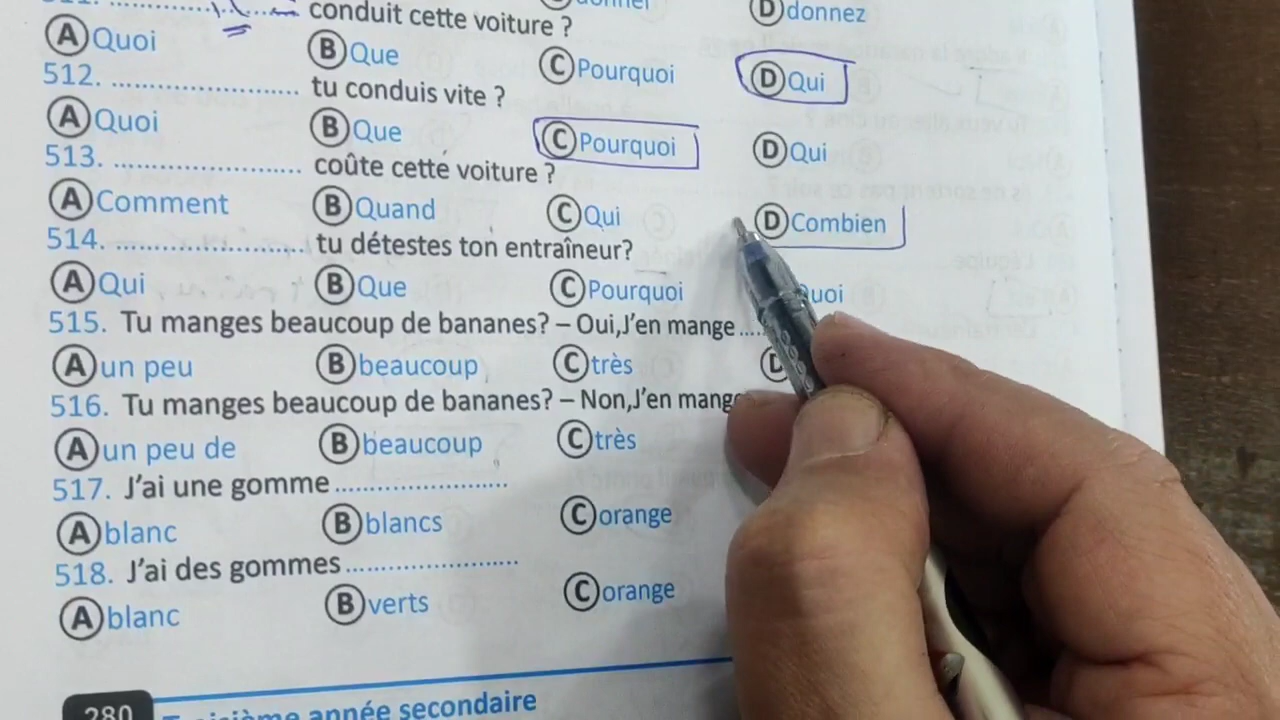 conduit cette voiture ?
D donnez
A Quoi B Que C Pourquoi D Qui
512. .......................... tu conduis vite ?
A Quoi B Que C Pourquoi D Qui
513. .......................... coûte cette voiture ?
A Comment B Quand C Qui D Combien
514. .......................... tu détestes ton entraîneur?
A Qui B Que C Pourquoi uoi
515. Tu manges beaucoup de bananes? – Oui,J'en mange....
A un peu B beaucoup C très D
516. Tu manges beaucoup de bananes? – Non,J'en mange
A un peu de B beaucoup C très
517. J'ai une gomme ........................
A blanc B blancs C orange
518. J'ai des gommes ........................
A blanc B verts C orange
280 Troisième année secondaire